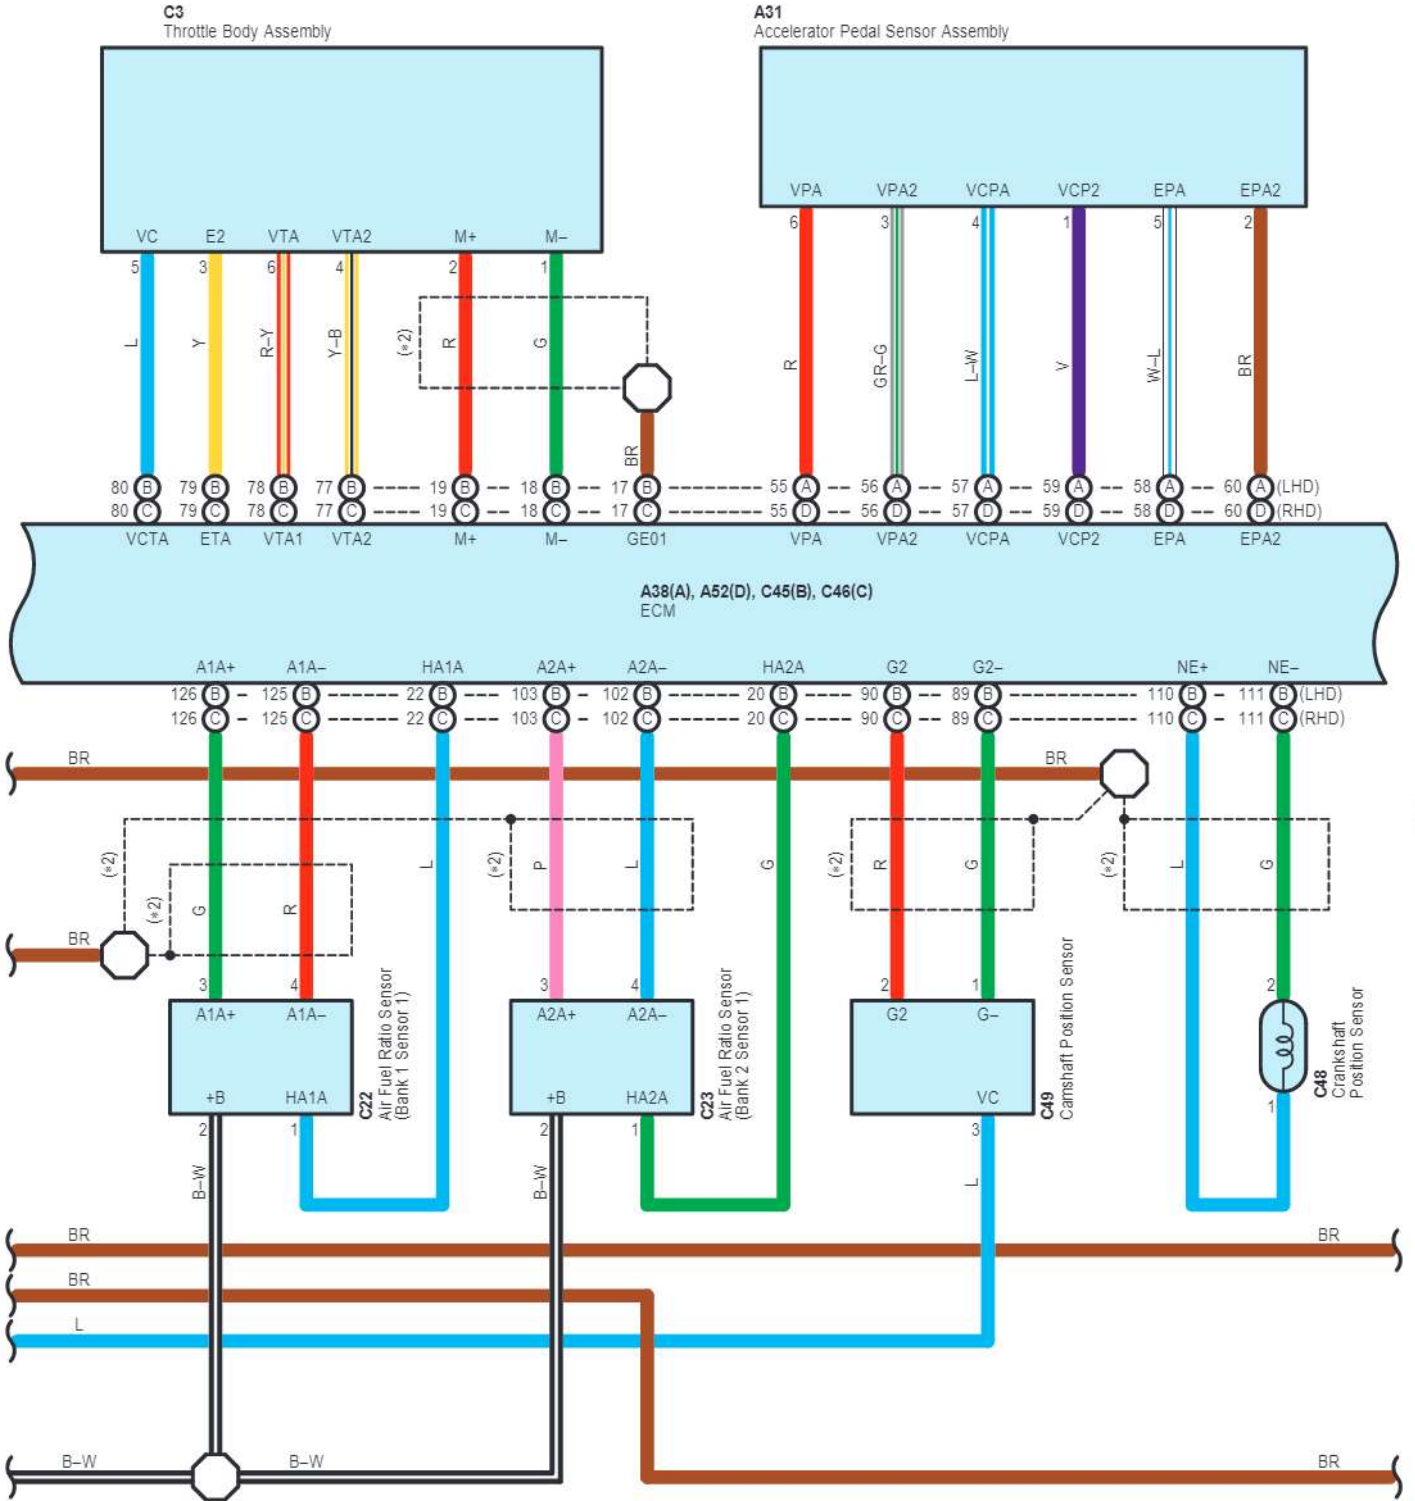 C3
Throttle Body Assembly
A31
Accelerator Pedal Sensor Assembly
VPA VPA2 VCPA VCP2 EPA EPA2
6 3 4 1 5 2
VC E2 VTA VTA2 M+ M–
5 3 6 4 2 1
L Y R–Y Y–B (*2) R G
R GR–G L–W V W–L BR
BR
80 B 79 B 78 B 77 B 19 B 18 B 17 B 55 A 56 A 57 A 59 A 58 A 60 A (LHD)
80 C 79 C 78 C 77 C 19 C 18 C 17 C 55 D 56 D 57 D 59 D 58 D 60 D (RHD)
VCTA ETA VTA1 VTA2 M+ M– GE01 VPA VPA2 VCPA VCP2 EPA EPA2
A38(A), A52(D), C45(B), C46(C)
ECM
A1A+ A1A– HA1A A2A+ A2A– HA2A G2 G2– NE+ NE–
126 B 125 B 22 B 103 B 102 B 20 B 90 B 89 B 110 B 111 B (LHD)
126 C 125 C 22 C 103 C 102 C 20 C 90 C 89 C 110 C 111 C (RHD)
BR BR
(*2) L (*2) P L G (*2) R G (*2) L G
(*2) G R
BR
3 4 3 4 2 1 2
A1A+ A1A– A2A+ A2A– G2 G–
+B HA1A +B HA2A VC
C22
Air Fuel Ratio Sensor
(Bank 1 Sensor 1)
C23
Air Fuel Ratio Sensor
(Bank 2 Sensor 1)
C49
Camshaft Position Sensor
C48
Crankshaft
Position Sensor
2 1 2 1 3 1
B–W B–W L
BR BR
BR
L
B–W B–W BR